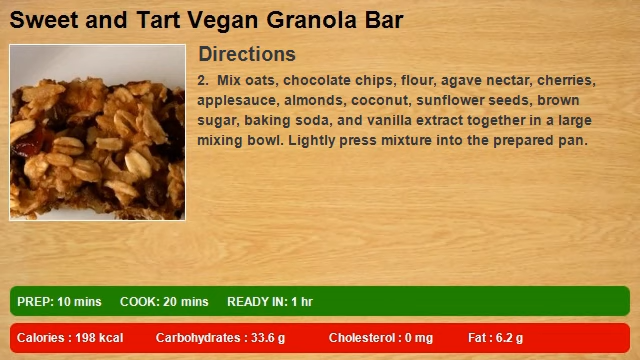 Sweet and Tart Vegan Granola Bar
Directions
2.  Mix oats, chocolate chips, flour, agave nectar, cherries,
applesauce, almonds, coconut, sunflower seeds, brown
sugar, baking soda, and vanilla extract together in a large
mixing bowl. Lightly press mixture into the prepared pan.
PREP: 10 mins COOK: 20 mins READY IN: 1 hr
Calories : 198 kcal Carbohydrates : 33.6 g Cholesterol : 0 mg Fat : 6.2 g